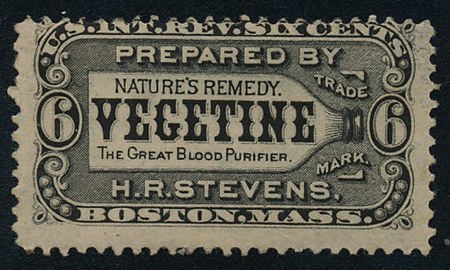 U.S. INT. REV. SIX CENTS.
PREPARED BY
TRADE
NATURE'S REMEDY.
6 VEGETINE 6
THE GREAT BLOOD PURIFIER.
MARK.
H.R. STEVENS,
BOSTON, MASS.